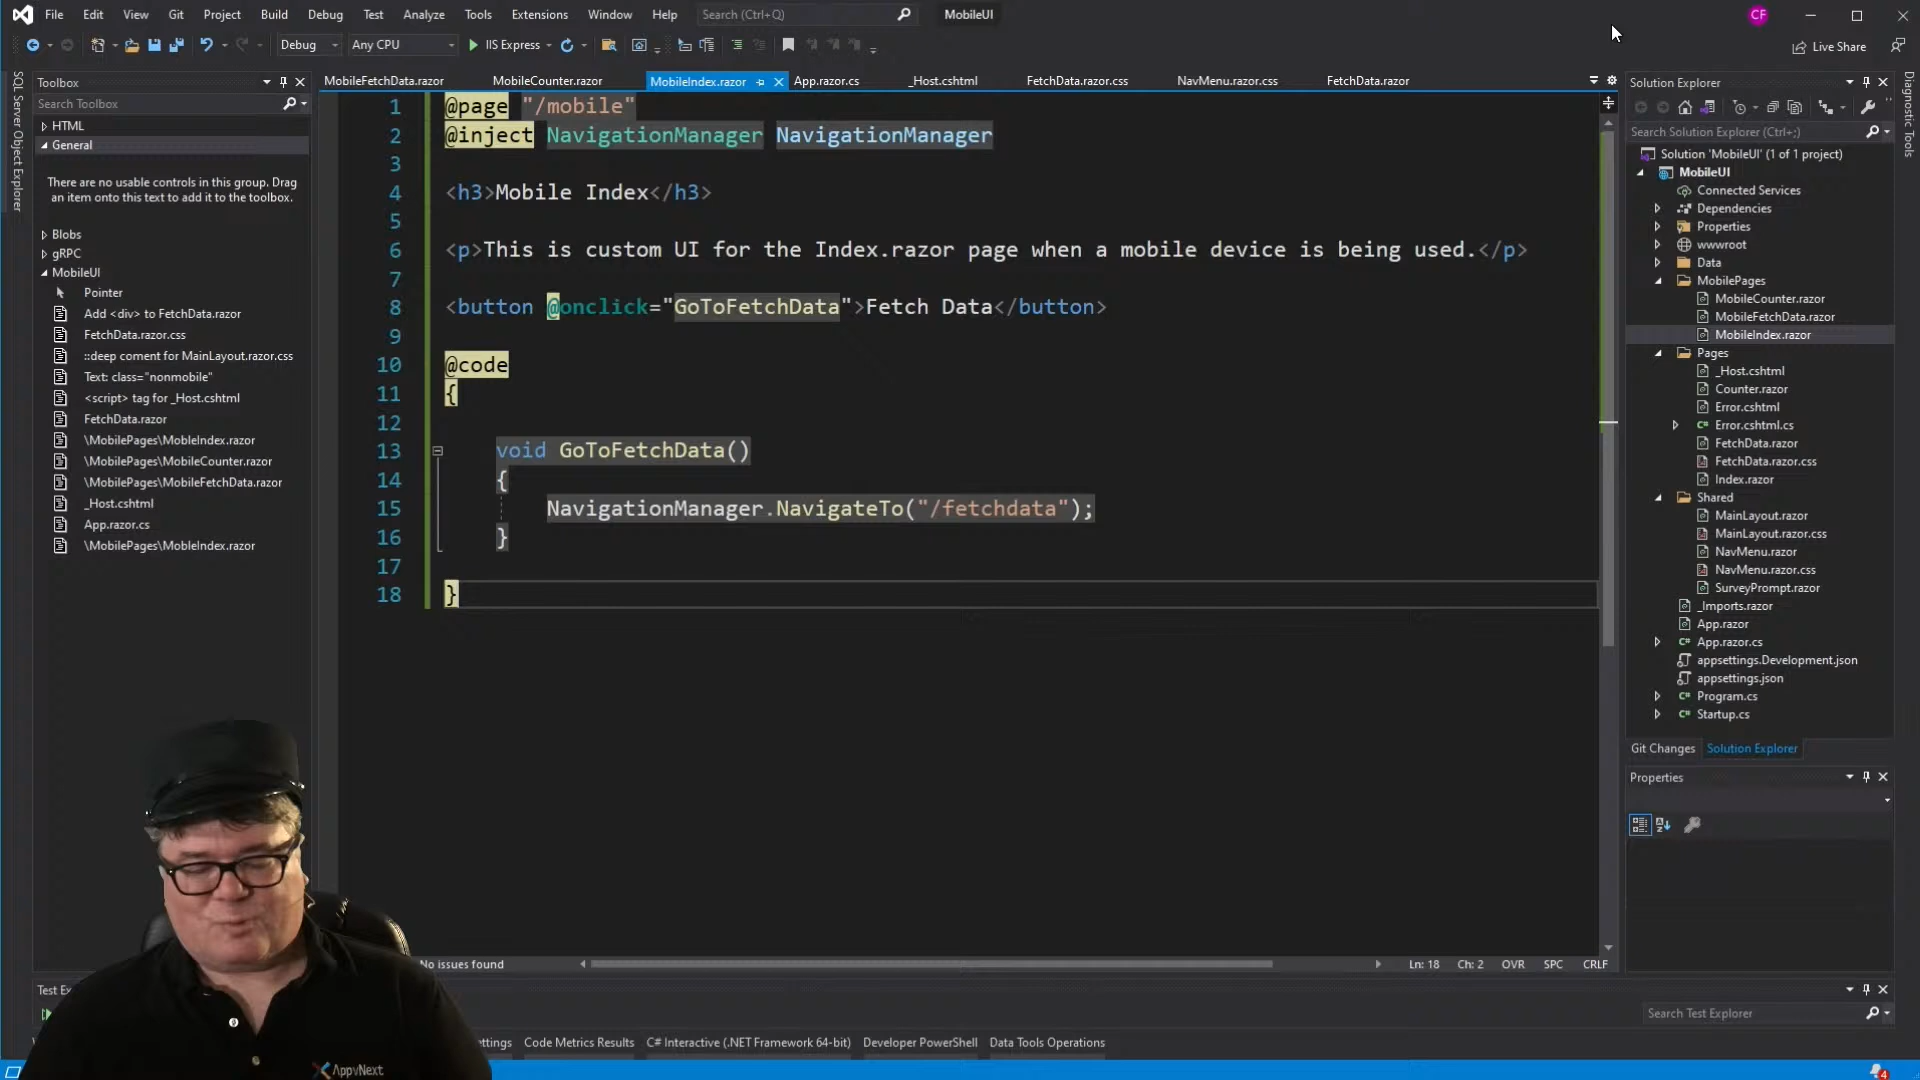 File Edit View Git Project Build Debug Test Analyze Tools Extensions Window Help Search (Ctrl+Q) MobileUI CF
Debug Any CPU IIS Express Live Share
SQL Server Object Explorer
Toolbox
Search Toolbox
HTML
General
There are no usable controls in this group. Drag
an item onto this text to add it to the toolbox.
Blobs
gRPC
MobileUI
Pointer
Add <div> to FetchData.razor
FetchData.razor.css
::deep coment for MainLayout.razor.css
Text: class="nonmobile"
<script> tag for _Host.cshtml
FetchData.razor
\MobilePages\MobleIndex.razor
\MobilePages\MobileCounter.razor
\MobilePages\MobileFetchData.razor
_Host.cshtml
App.razor.cs
\MobilePages\MobleIndex.razor
MobileFetchData.razor MobileCounter.razor MobileIndex.razor App.razor.cs _Host.cshtml FetchData.razor.css NavMenu.razor.css FetchData.razor
1 @page "/mobile"
2 @inject NavigationManager NavigationManager
3
4 <h3>Mobile Index</h3>
5
6 <p>This is custom UI for the Index.razor page when a mobile device is being used.</p>
7
8 <button @onclick="GoToFetchData">Fetch Data</button>
9
10 @code
11 {
12
13 void GoToFetchData()
14 {
15 NavigationManager.NavigateTo("/fetchdata");
16 }
17
18 }
No issues found Ln: 18 Ch: 2 OVR SPC CRLF
Solution Explorer
Search Solution Explorer (Ctrl+;)
Solution 'MobileUI' (1 of 1 project)
MobileUI
Connected Services
Dependencies
Properties
wwwroot
Data
MobilePages
MobileCounter.razor
MobileFetchData.razor
MobileIndex.razor
Pages
_Host.cshtml
Counter.razor
Error.cshtml
Error.cshtml.cs
FetchData.razor
FetchData.razor.css
Index.razor
Shared
MainLayout.razor
MainLayout.razor.css
NavMenu.razor
NavMenu.razor.css
SurveyPrompt.razor
_Imports.razor
App.razor
App.razor.cs
appsettings.Development.json
appsettings.json
Program.cs
Startup.cs
Git Changes Solution Explorer
Properties
Diagnostic Tools
Search Test Explorer
Code Metrics Results C# Interactive (.NET Framework 64-bit) Developer PowerShell Data Tools Operations
AppvNext
4